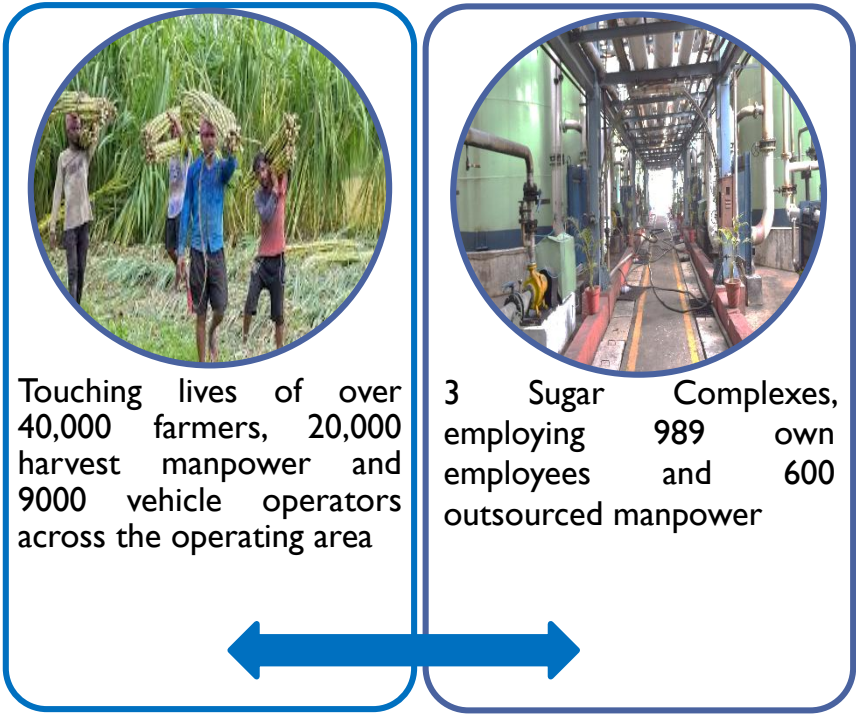 Touching lives of over
40,000 farmers, 20,000
harvest manpower and
9000 vehicle operators
across the operating area
3 Sugar Complexes,
employing 989 own
employees and 600
outsourced manpower